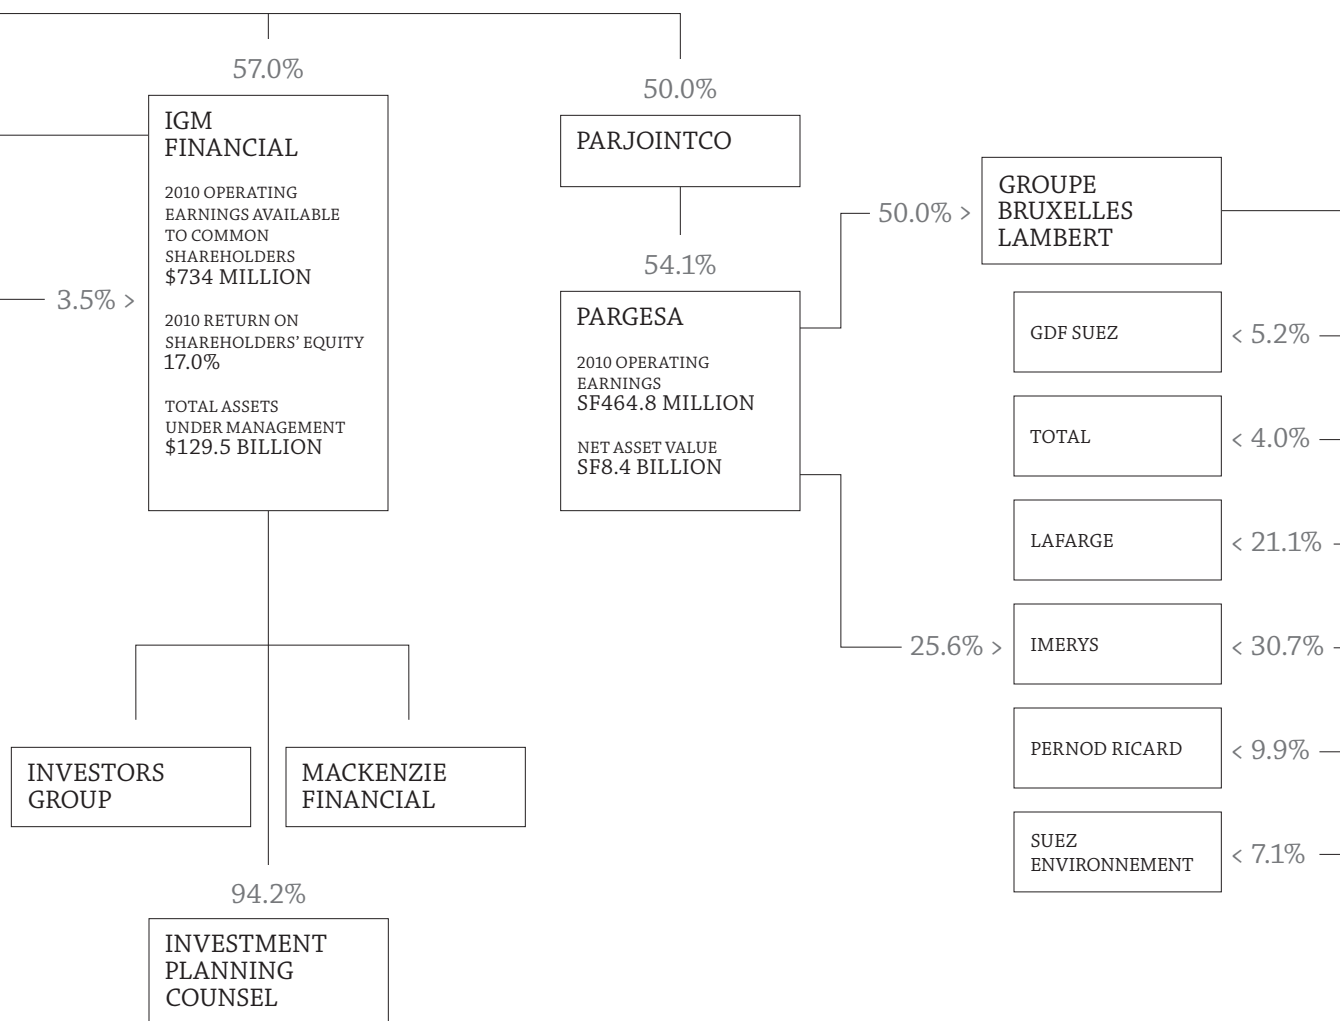 57.0%
IGM
FINANCIAL
2010 OPERATING
EARNINGS AVAILABLE
TO COMMON
SHAREHOLDERS
$734 MILLION
2010 RETURN ON
SHAREHOLDERS’ EQUITY
17.0%
TOTAL ASSETS
UNDER MANAGEMENT
$129.5 BILLION
3.5% >
INVESTORS
GROUP
MACKENZIE
FINANCIAL
94.2%
INVESTMENT
PLANNING
COUNSEL
50.0%
PARJOINTCO
54.1%
PARGESA
2010 OPERATING
EARNINGS
SF464.8 MILLION
NET ASSET VALUE
SF8.4 BILLION
50.0% >
GROUPE
BRUXELLES
LAMBERT
GDF SUEZ
< 5.2%
TOTAL
< 4.0%
LAFARGE
< 21.1%
25.6% >
IMERYS
< 30.7%
PERNOD RICARD
< 9.9%
SUEZ
ENVIRONNEMENT
< 7.1%